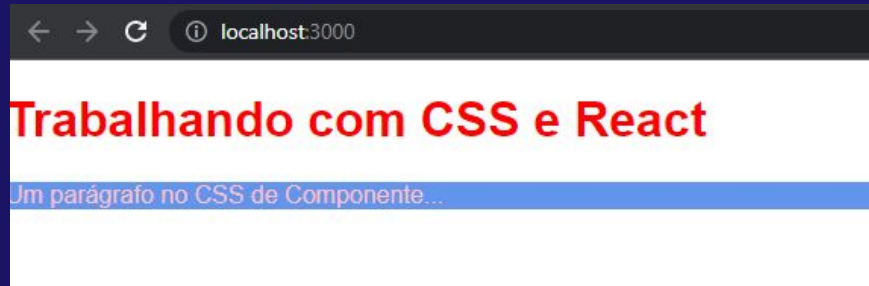 localhost:3000
Trabalhando com CSS e React
Um parágrafo no CSS de Componente...